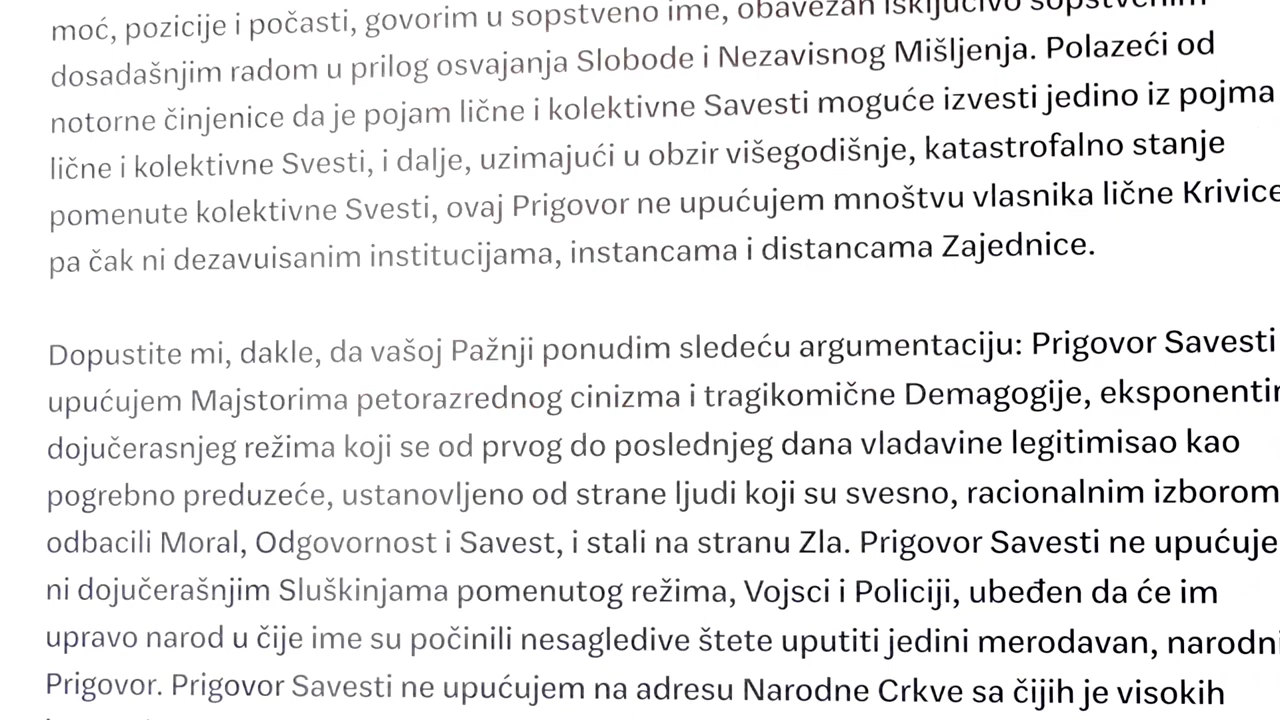 moć, pozicije i počasti, govorim u sopstveno ime, obavezan isključivo sopstvenim
dosadašnjim radom u prilog osvajanja Slobode i Nezavisnog Mišljenja. Polazeći od
notorne činjenice da je pojam lične i kolektivne Savesti moguće izvesti jedino iz pojma
lične i kolektivne Svesti, i dalje, uzimajući u obzir višegodišnje, katastrofalno stanje
pomenute kolektivne Svesti, ovaj Prigovor ne upućujem mnoštvu vlasnika lične Krivice
pa čak ni dezavuisanim institucijama, instancama i distancama Zajednice.
Dopustite mi, dakle, da vašoj Pažnji ponudim sledeću argumentaciju: Prigovor Savesti
upućujem Majstorima petorazrednog cinizma i tragikomične Demagogije,
dojučerasnjeg režima koji se od prvog do poslednjeg dana vladavine legitimisao kao
pogrebno preduzeće, ustanovljeno od strane ljudi koji su svesno, racionalnim izborom
odbacili Moral, Odgovornost i Savest, i stali na stranu Zla. Prigovor Savesti ne upućuje
ni dojučerašnjim Sluškinjama pomenutog režima, Vojsci i Policiji, ubeđen da će im
upravo narod u čije ime su počinili nesagledive štete uputiti jedini merodavan, narodni
Prigovor. Prigovor Savesti ne upućujem na adresu Narodne Crkve sa čijih je visokih